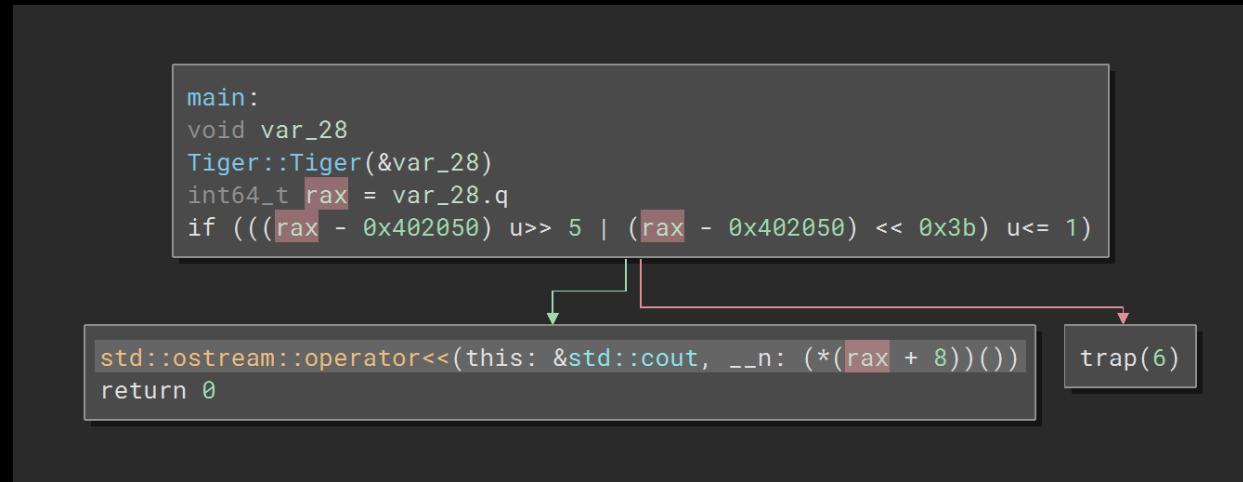 main:
void var_28
Tiger::Tiger(&var_28)
int64_t rax = var_28.q
if (((rax - 0x402050) u>> 5 | (rax - 0x402050) << 0x3b) u<= 1)
std::ostream::operator<<(this: &std::cout, __n: (*(rax + 8))())
return 0
trap(6)